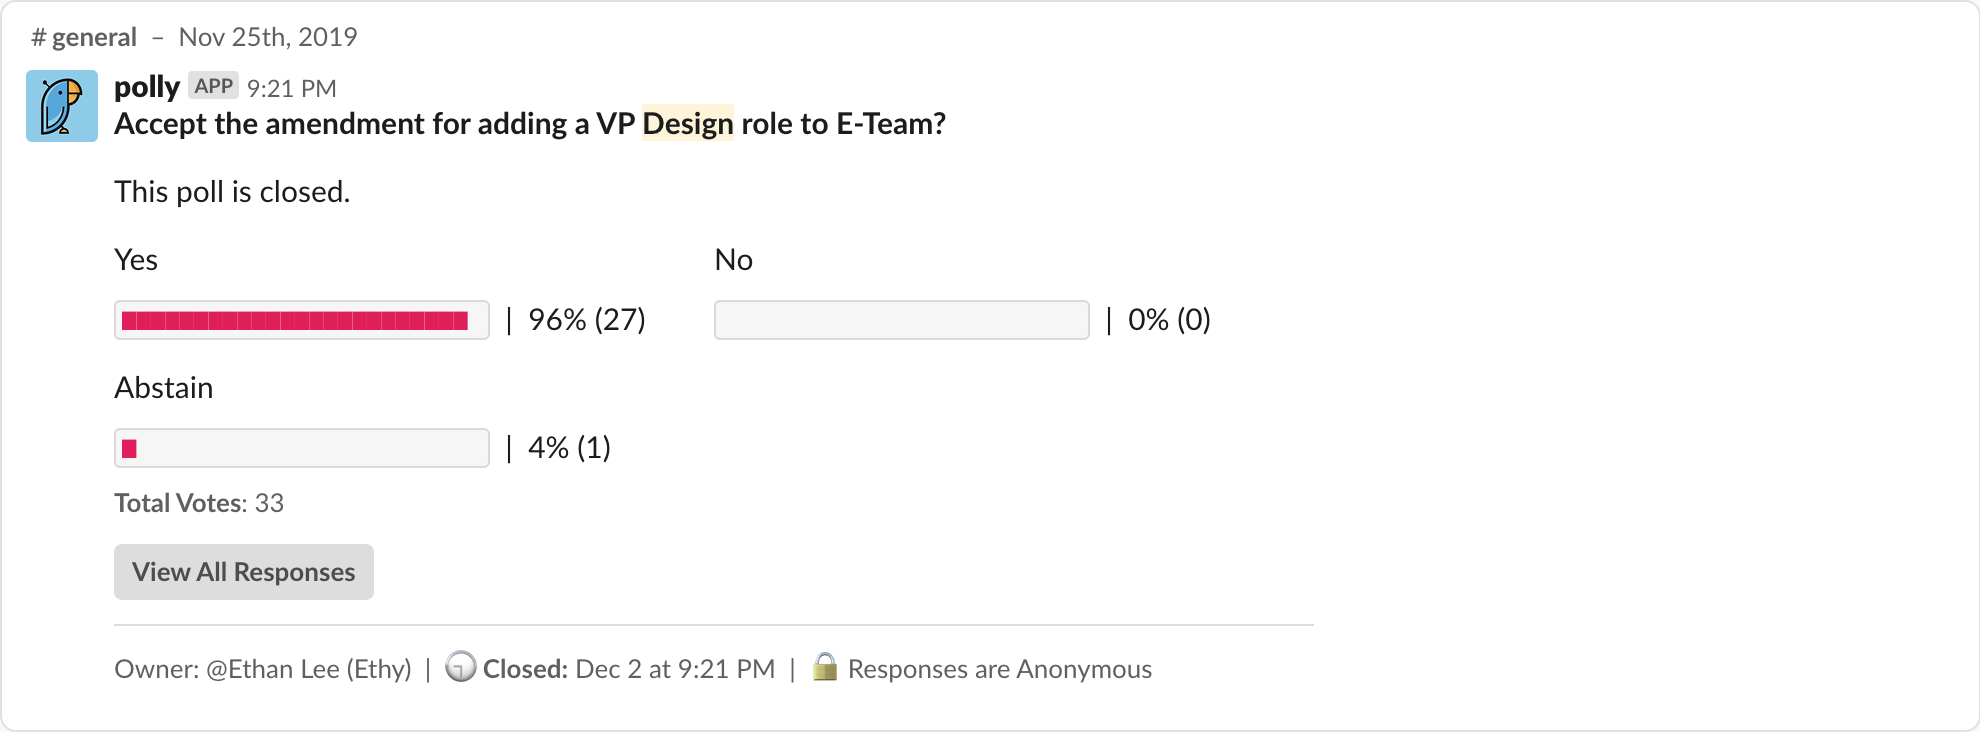 # general – Nov 25th, 2019
polly APP 9:21 PM
Accept the amendment for adding a VP Design role to E-Team?
This poll is closed.
Yes No
| 96% (27) | 0% (0)
Abstain
| 4% (1)
Total Votes: 33
View All Responses
Owner: @Ethan Lee (Ethy) | Closed: Dec 2 at 9:21 PM | Responses are Anonymous